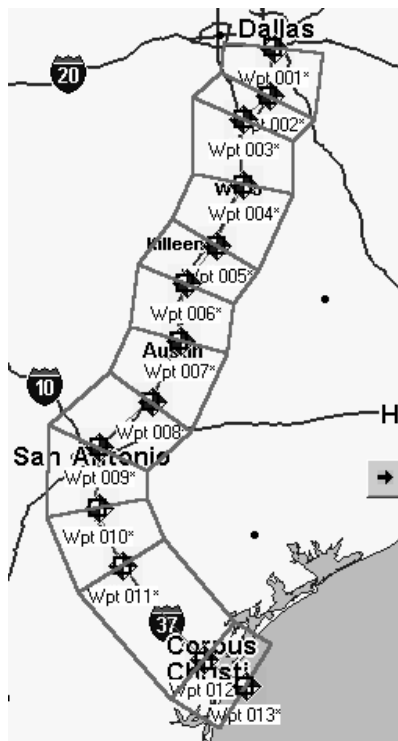 Dallas
20
Wpt 001*
Wpt 002*
Wpt 003*
Wpt 004*
Killeen
Wpt 005*
Wpt 006*
Austin
Wpt 007*
10
H
Wpt 008*
San Antonio
Wpt 009*
Wpt 010*
Wpt 011*
37
Corpus
Christi
Wpt 012
Wpt 013*